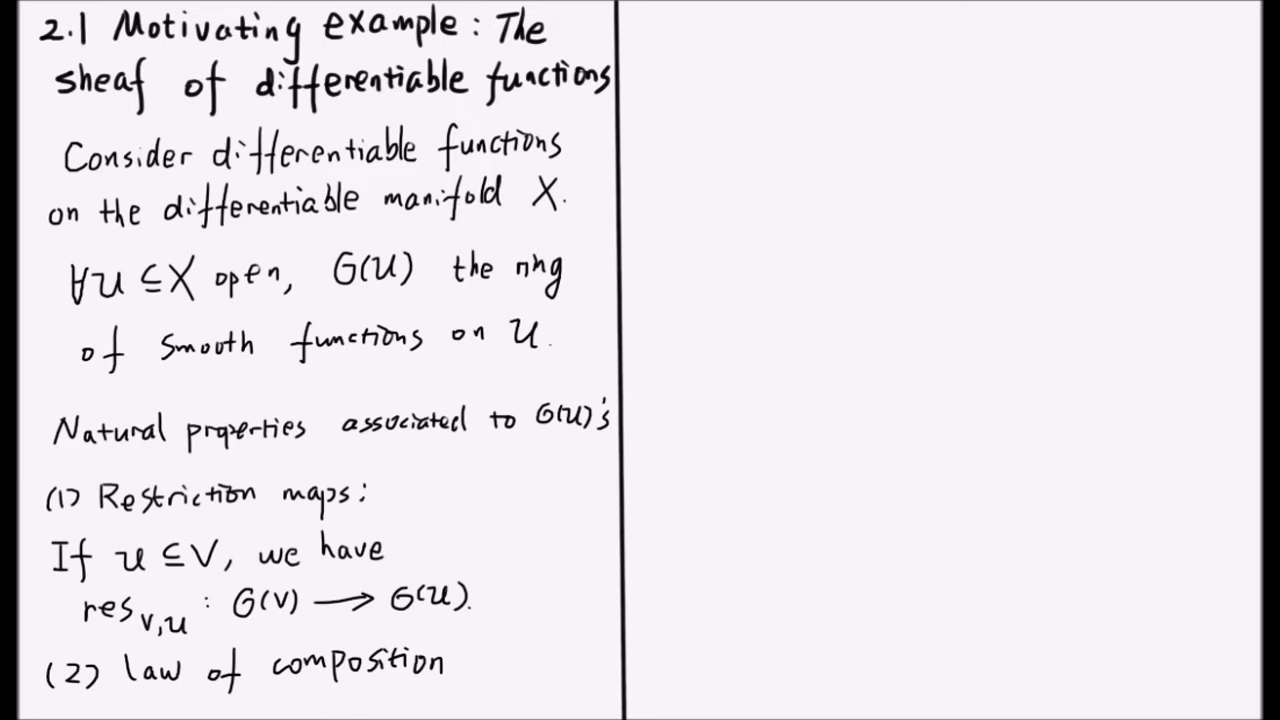 2.1 Motivating example: The
sheaf of differentiable functions
Consider differentiable functions
on the differentiable manifold X.
∀U ⊆ X open, O(U) the ring
of smooth functions on U.
Natural properties associated to O(U)'s
(1) Restriction maps:
If U ⊆ V, we have
res_{V,U} : O(V) ⟶ O(U).
(2) law of composition